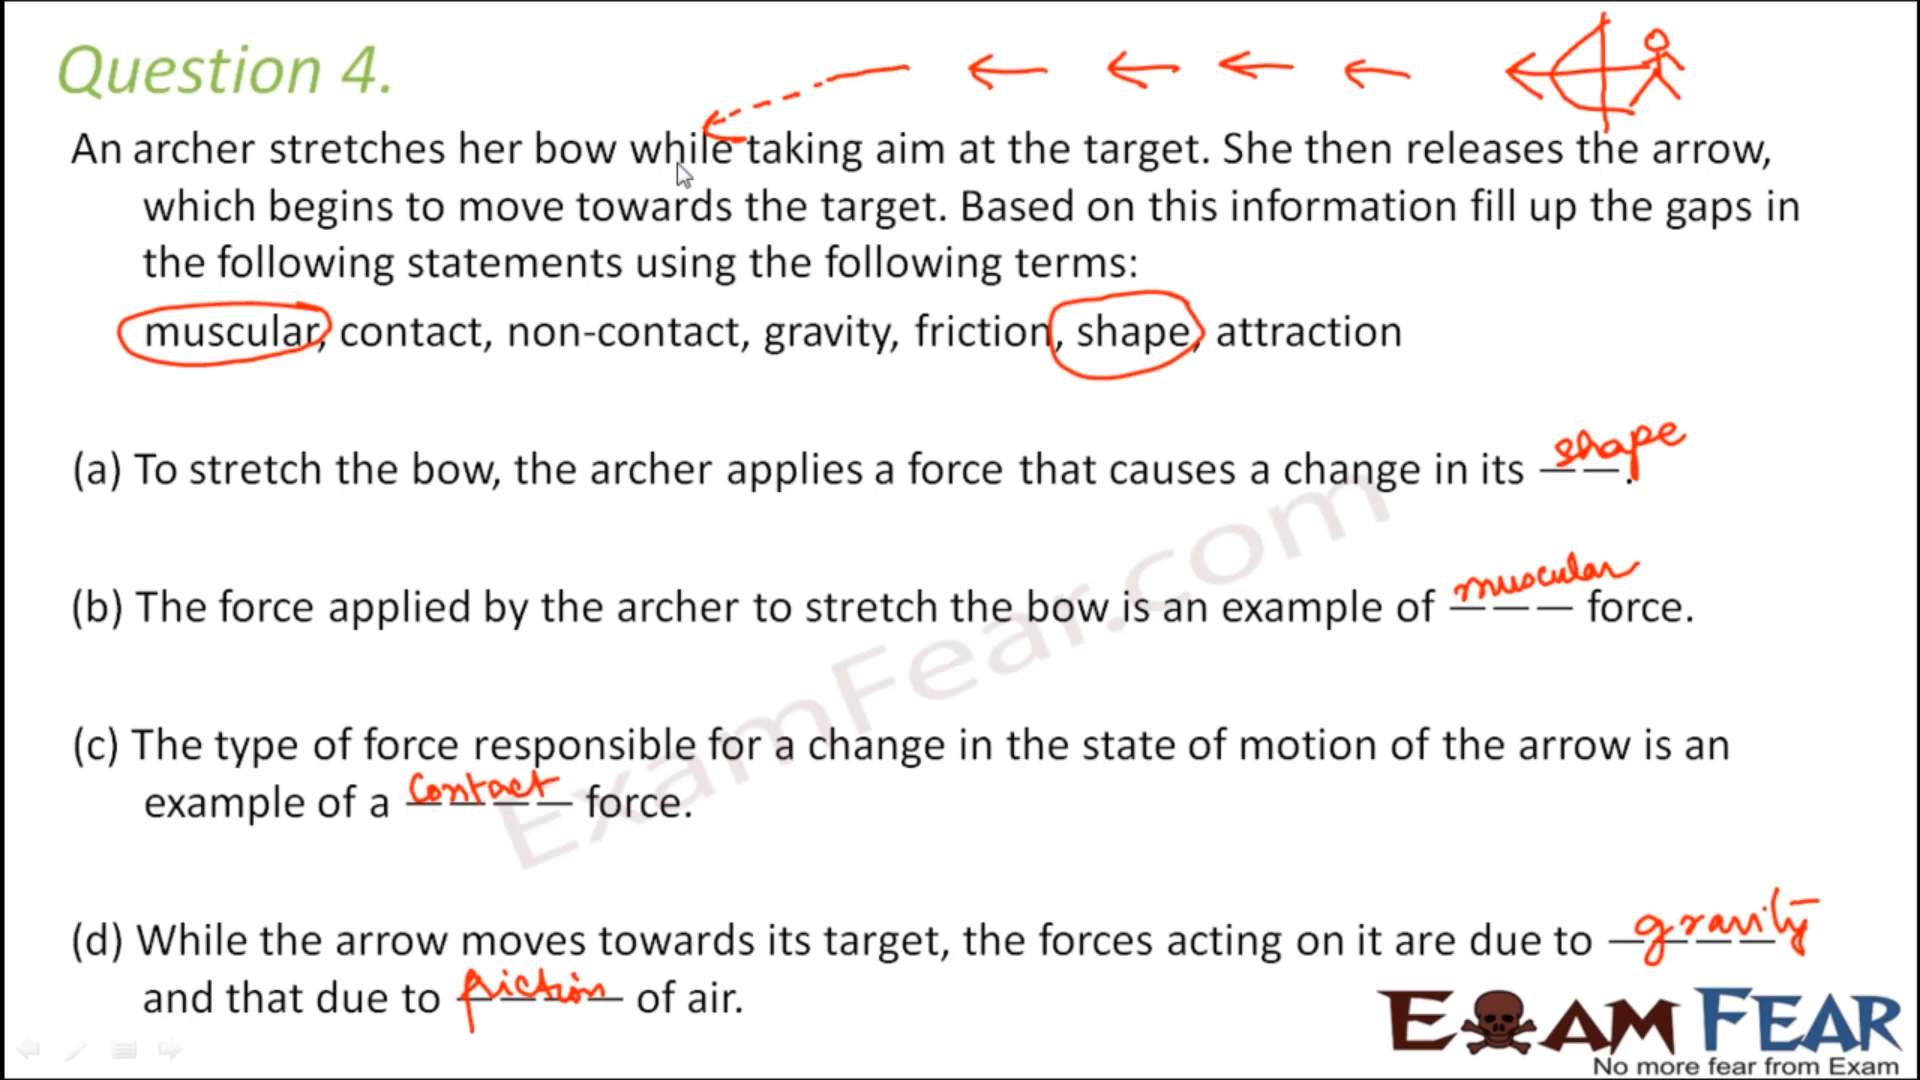 Question 4.
An archer stretches her bow while taking aim at the target. She then releases the arrow,
which begins to move towards the target. Based on this information fill up the gaps in
the following statements using the following terms:
muscular, contact, non-contact, gravity, friction, shape, attraction
(a) To stretch the bow, the archer applies a force that causes a change in its shape.
(b) The force applied by the archer to stretch the bow is an example of muscular force.
(c) The type of force responsible for a change in the state of motion of the arrow is an
example of a contact force.
(d) While the arrow moves towards its target, the forces acting on it are due to gravity
and that due to friction of air.
ExamFear.com
EXAMFEAR
No more fear from Exam